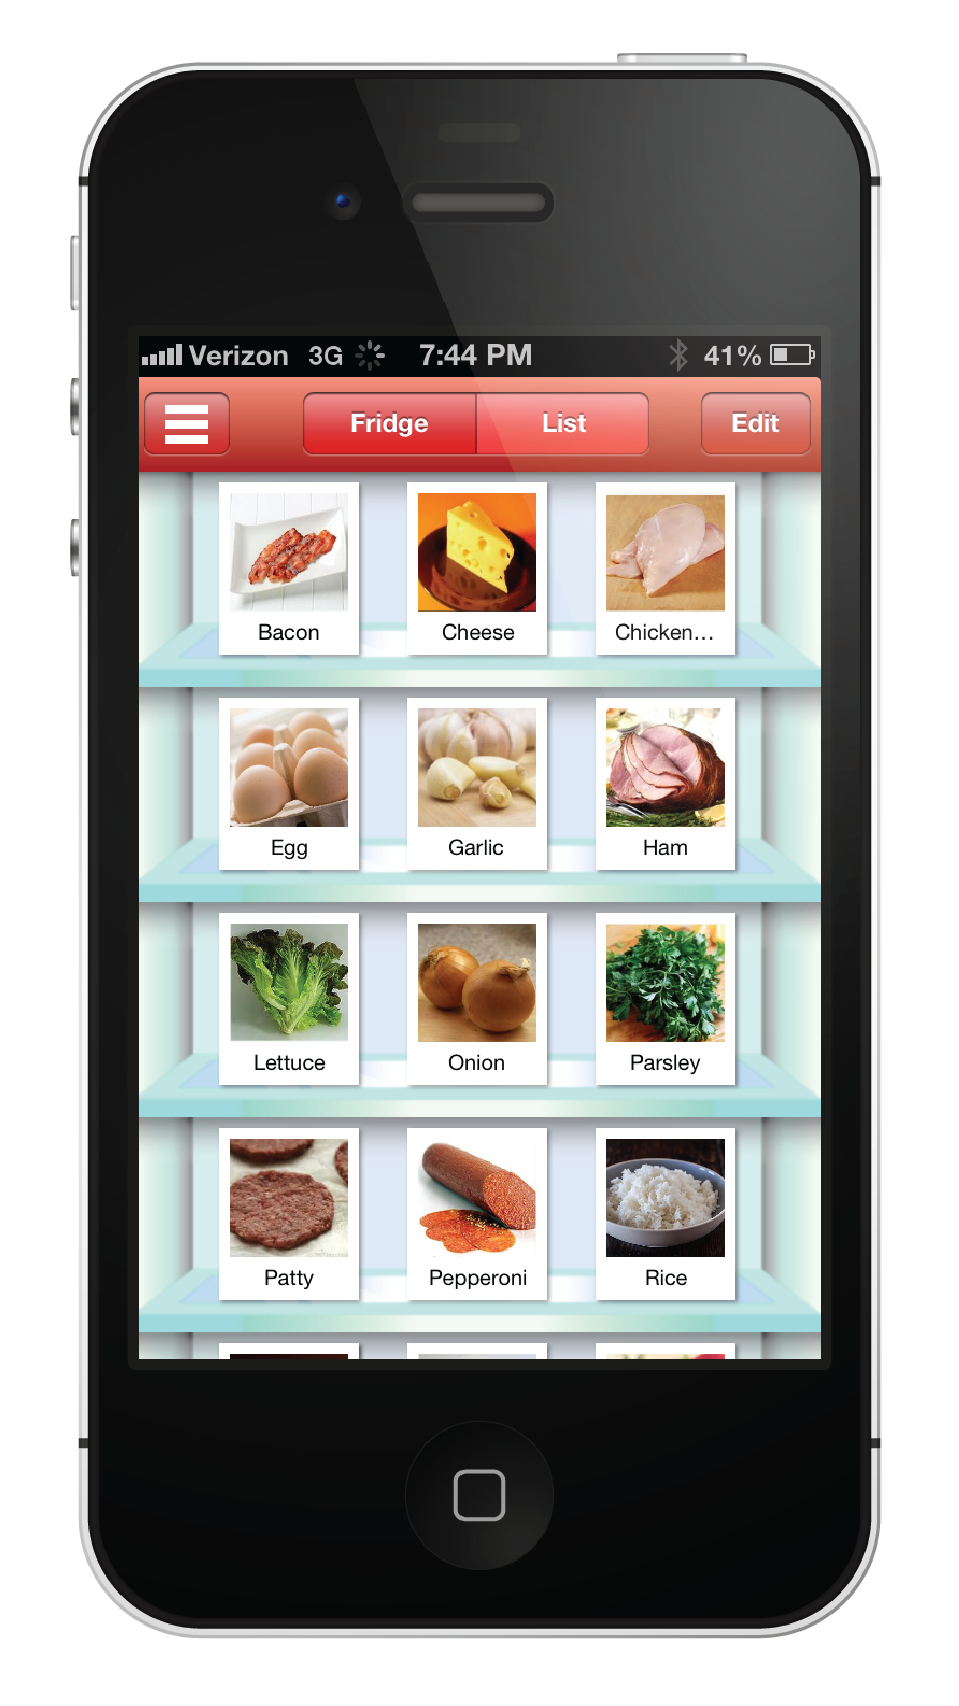 Verizon 3G 7:44 PM 41%
Fridge List Edit
Bacon Cheese Chicken...
Egg Garlic Ham
Lettuce Onion Parsley
Patty Pepperoni Rice